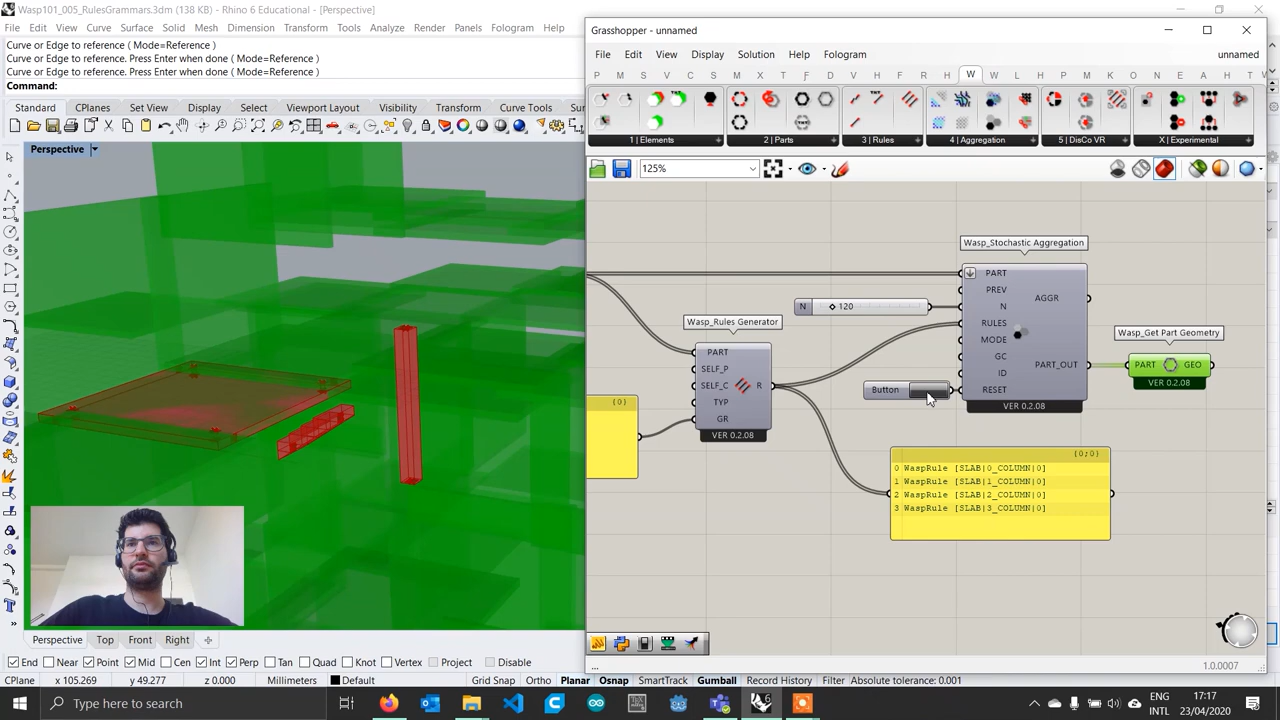 Wasp101_005_RulesGrammars.3dm (138 KB) - Rhino 6 Educational - [Perspective]
File Edit View Curve Surface Solid Mesh Dimension Transform Tools Analyze Render Panels Fologram Help
Curve or Edge to reference ( Mode=Reference )
Curve or Edge to reference. Press Enter when done ( Mode=Reference )
Curve or Edge to reference. Press Enter when done ( Mode=Reference )
Command:
Standard CPlanes Set View Display Select Viewport Layout Visibility Transform Curve Tools
Perspective
Grasshopper - unnamed
File Edit View Display Solution Help Fologram unnamed
P M S V C S M X T D V H F R H W W L P M K O N E A H T
1 | Elements 2 | Parts 3 | Rules 4 | Aggregation 5 | DisCo VR X | Experimental
125%
Wasp_Stochastic Aggregation
PART
PREV
N
RULES
MODE
GC
ID
RESET
AGGR
PART_OUT
VER 0.2.08
N 120
Wasp_Rules Generator
PART
SELF_P
SELF_C
TYP
GR
R
VER 0.2.08
Button
Wasp_Get Part Geometry
PART GEO
VER 0.2.08
{0}
{0;0}
0 WaspRule [SLAB|0_COLUMN|0]
1 WaspRule [SLAB|1_COLUMN|0]
2 WaspRule [SLAB|2_COLUMN|0]
3 WaspRule [SLAB|3_COLUMN|0]
...
1.0.0007
Perspective Top Front Right
End Near Point Mid Cen Int Perp Tan Quad Knot Vertex Project Disable
CPlane x 105.269 y 49.277 z 0.000 Millimeters Default Grid Snap Ortho Planar Osnap SmartTrack Gumball Record History Filter Absolute tolerance: 0.001
Type here to search
ENG
INTL
17:17
23/04/2020